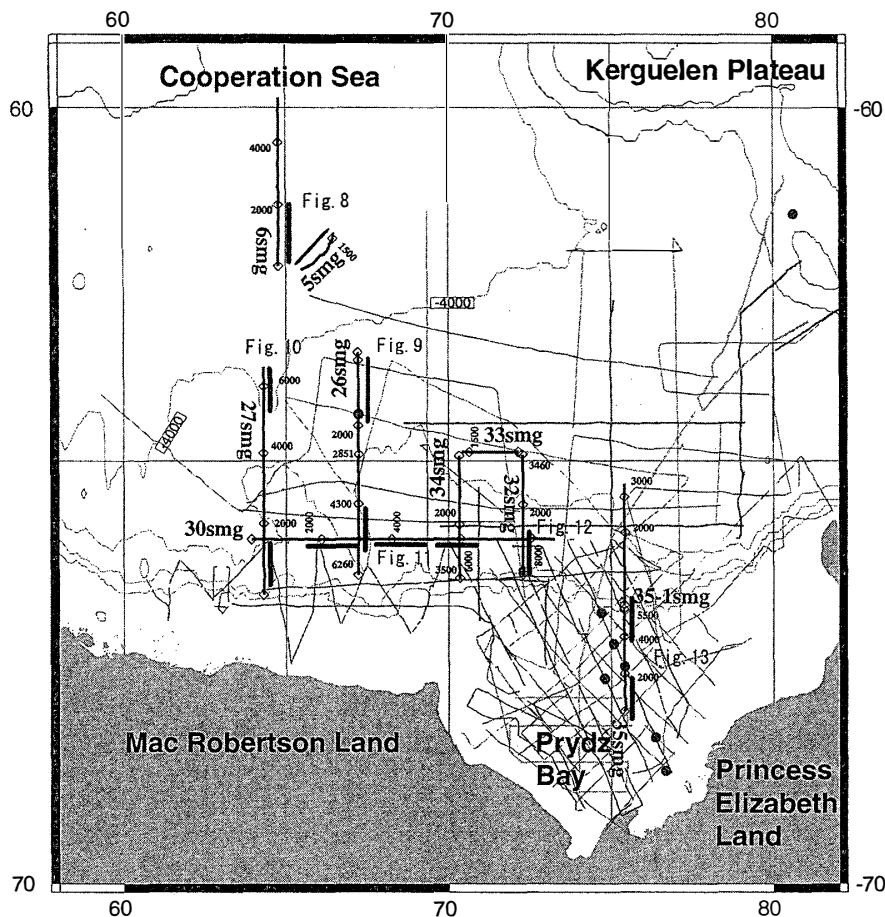 60
70
80
Cooperation Sea
Kerguelen Plateau
60
-60
4000
2000
6smg
Fig. 8
1500
5smg
-4000
Fig. 10
Fig. 9
26smg
6000
27smg
-4000
2000
2851
4000
33smg
1500
3460
34smg
32smg
3000
4300
2000
2000
2000
2000
4000
2000
30smg
Fig. 12
2000
Fig. 11
6260
3500
6000
8000
35-1smg
5500
4000
Fig. 13
2000
Mac Robertson Land
Prydz
Bay
35smg
Princess
Elizabeth
Land
70
-70
60
70
80